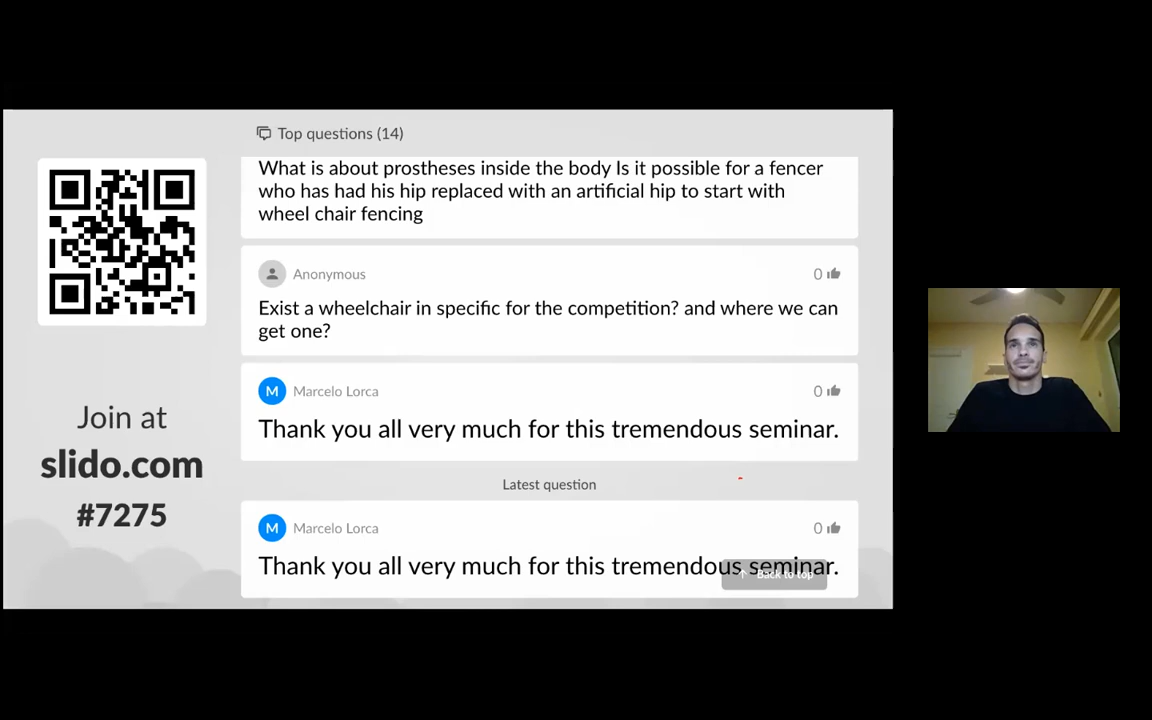 Top questions (14)
What is about prostheses inside the body Is it possible for a fencer
who has had his hip replaced with an artificial hip to start with
wheel chair fencing
Anonymous
0
Exist a wheelchair in specific for the competition? and where we can
get one?
M Marcelo Lorca
0
Thank you all very much for this tremendous seminar.
Latest question
M Marcelo Lorca
0
Thank you all very much for this tremendous seminar.
↑ Back to top
Join at
slido.com
#7275